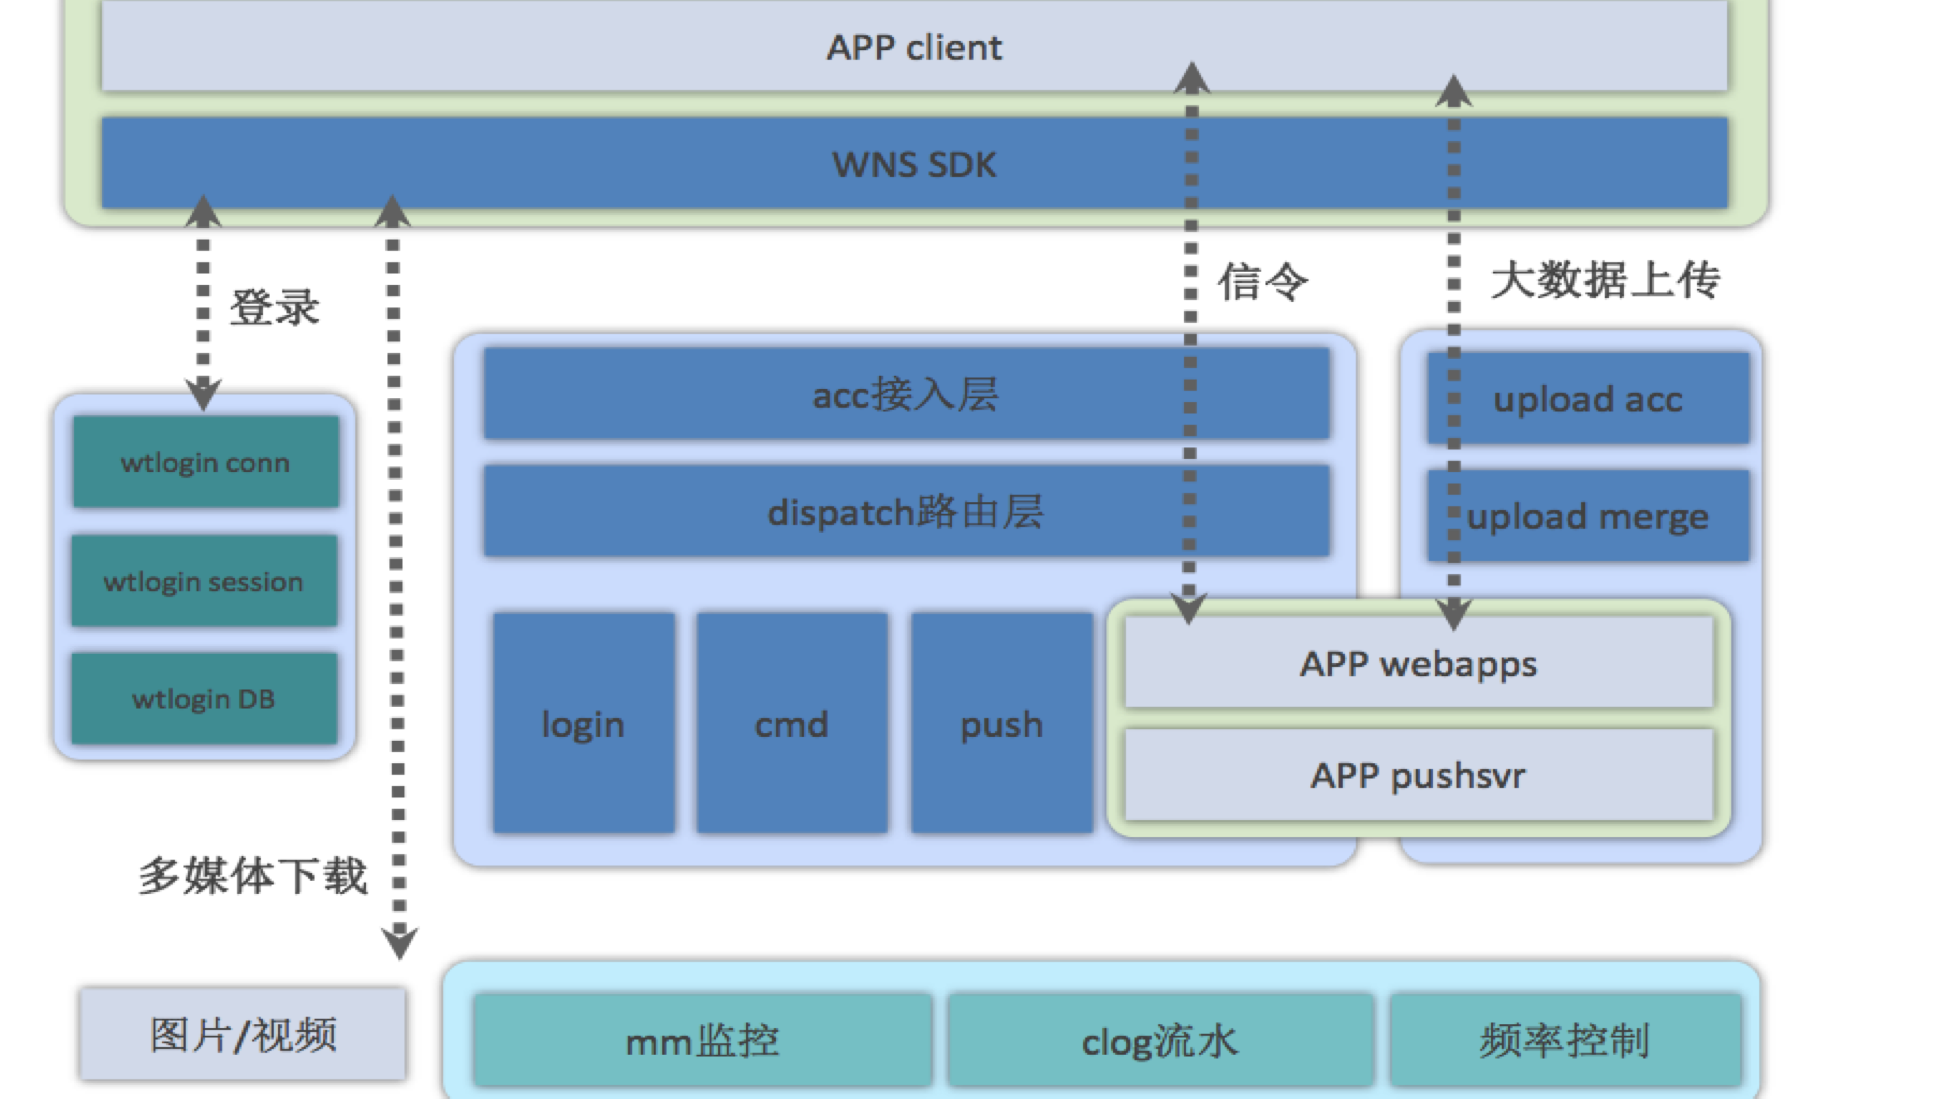 APP client
WNS SDK
登录
信令
大数据上传
acc接入层
upload acc
wtlogin conn
dispatch路由层
upload merge
wtlogin session
wtlogin DB
login
cmd
push
APP webapps
APP pushsvr
多媒体下载
图片/视频
mm监控
clog流水
频率控制